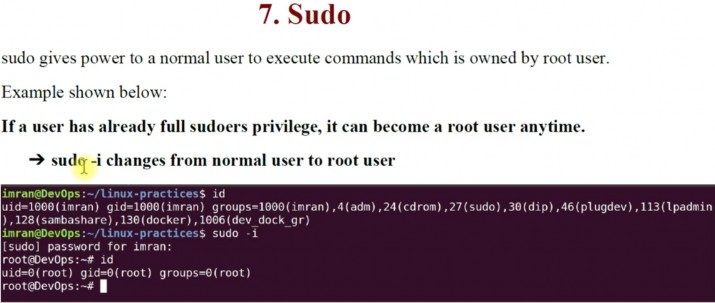 7. Sudo
sudo gives power to a normal user to execute commands which is owned by root user.
Example shown below:
If a user has already full sudoers privilege, it can become a root user anytime.
➔ sudo -i changes from normal user to root user
imran@DevOps:~/linux-practices$ id
uid=1000(imran) gid=1000(imran) groups=1000(imran),4(adm),24(cdrom),27(sudo),30(dip),46(plugdev),113(lpadmin
),128(sambashare),130(docker),1006(dev_dock_gr)
imran@DevOps:~/linux-practices$ sudo -i
[sudo] password for imran:
root@DevOps:~# id
uid=0(root) gid=0(root) groups=0(root)
root@DevOps:~#